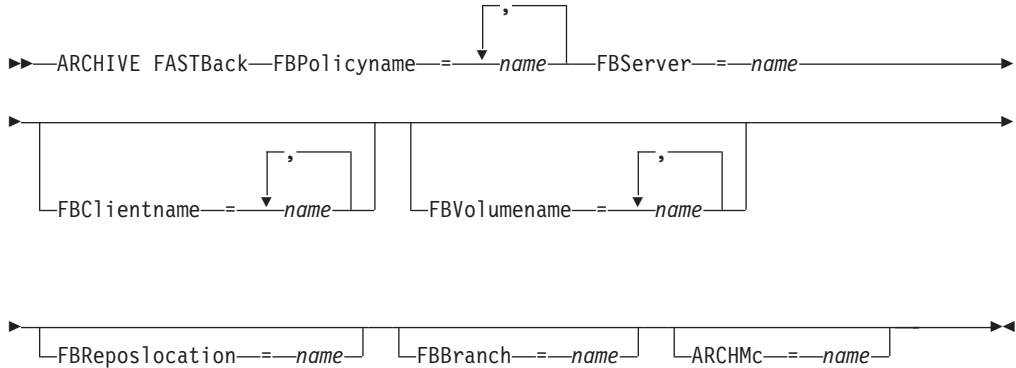 ,
ARCHIVE FASTBack FBPolicyname = name FBServer = name
, ,
FBClientname = name FBVolumename = name
FBReposlocation = name FBBranch = name ARCHMc = name